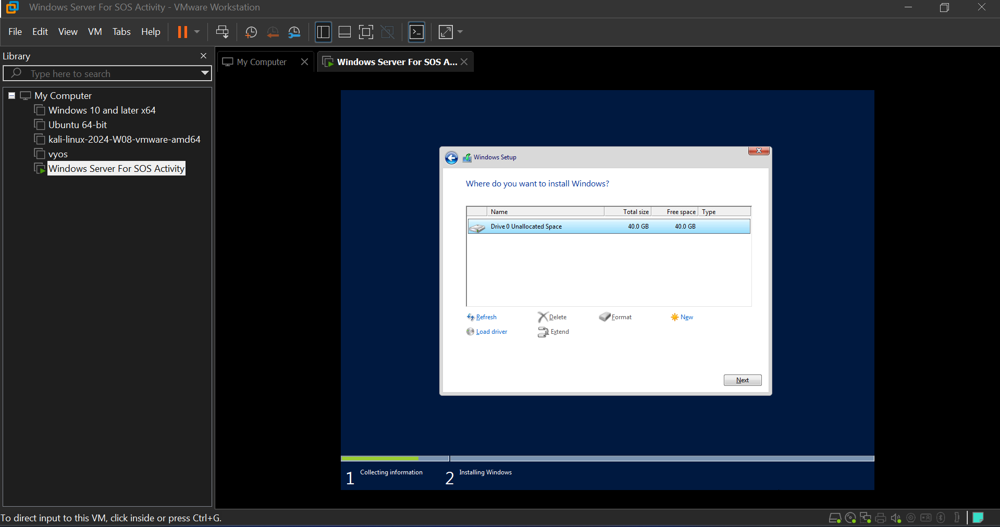 Windows Server For SOS Activity - VMware Workstation
File Edit View VM Tabs Help
Library
Type here to search
My Computer
Windows 10 and later x64
Ubuntu 64-bit
kali-linux-2024-W08-vmware-amd64
vyos
Windows Server For SOS Activity
My Computer
Windows Server For SOS A...
Windows Setup
Where do you want to install Windows?
Name Total size Free space Type
Drive 0 Unallocated Space 40.0 GB 40.0 GB
Refresh Delete Format New
Load driver Extend
Next
1 Collecting information 2 Installing Windows
To direct input to this VM, click inside or press Ctrl+G.